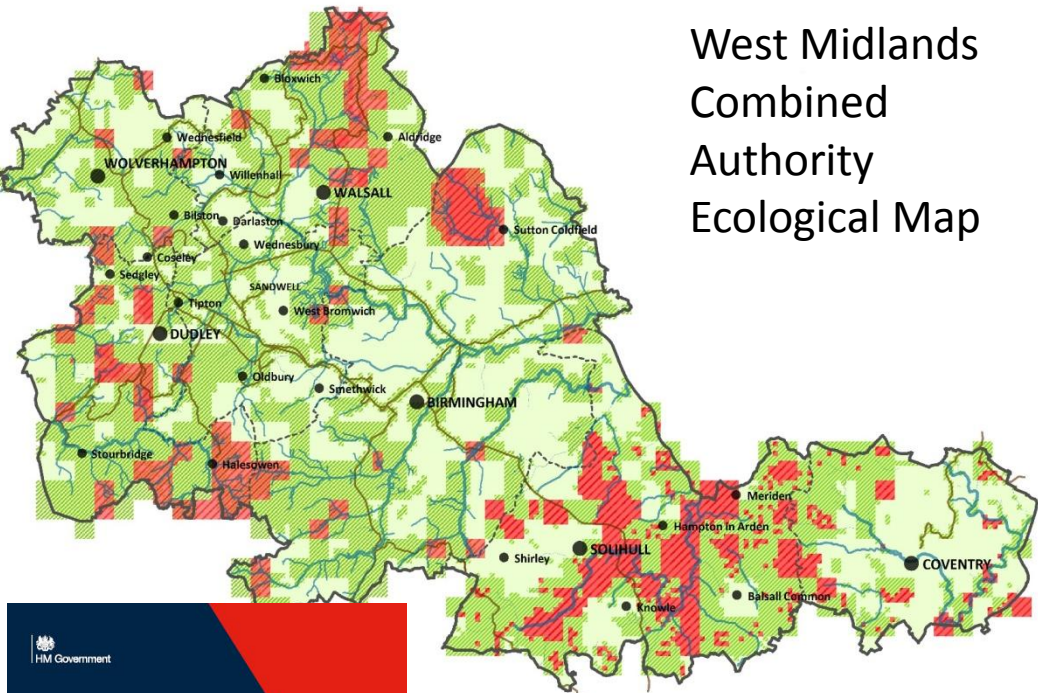 West Midlands
Combined
Authority
Ecological Map
Bloxwich
Wednesfield
Aldridge
WOLVERHAMPTON
Willenhall
WALSALL
Bilston
Darlaston
Sutton Coldfield
Wednesbury
Coseley
Sedgley
SANDWELL
Tipton
West Bromwich
DUDLEY
Oldbury
Smethwick
BIRMINGHAM
Stourbridge
Halesowen
Meriden
Hampton in Arden
Shirley
SOLIHULL
COVENTRY
Knowle
Balsall Common
HM Government